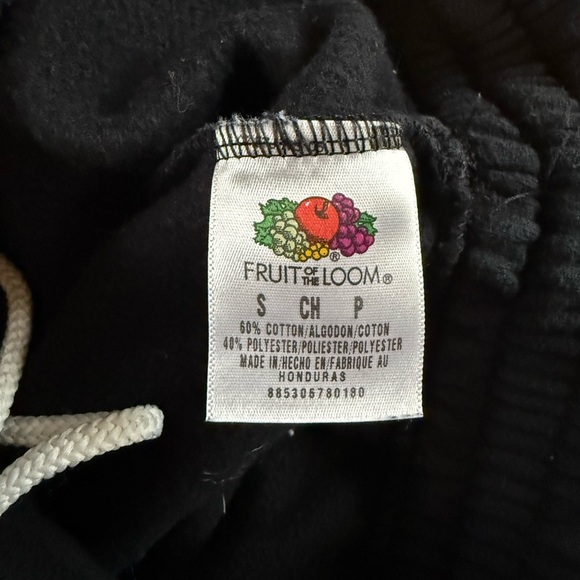 ®
FRUIT OF THE LOOM®
S CH P
60% COTTON/ALGODON/COTON
40% POLYESTER/POLIESTER/POLYESTER
MADE IN/HECHO EN/FABRIQUE AU
HONDURAS
885305780180